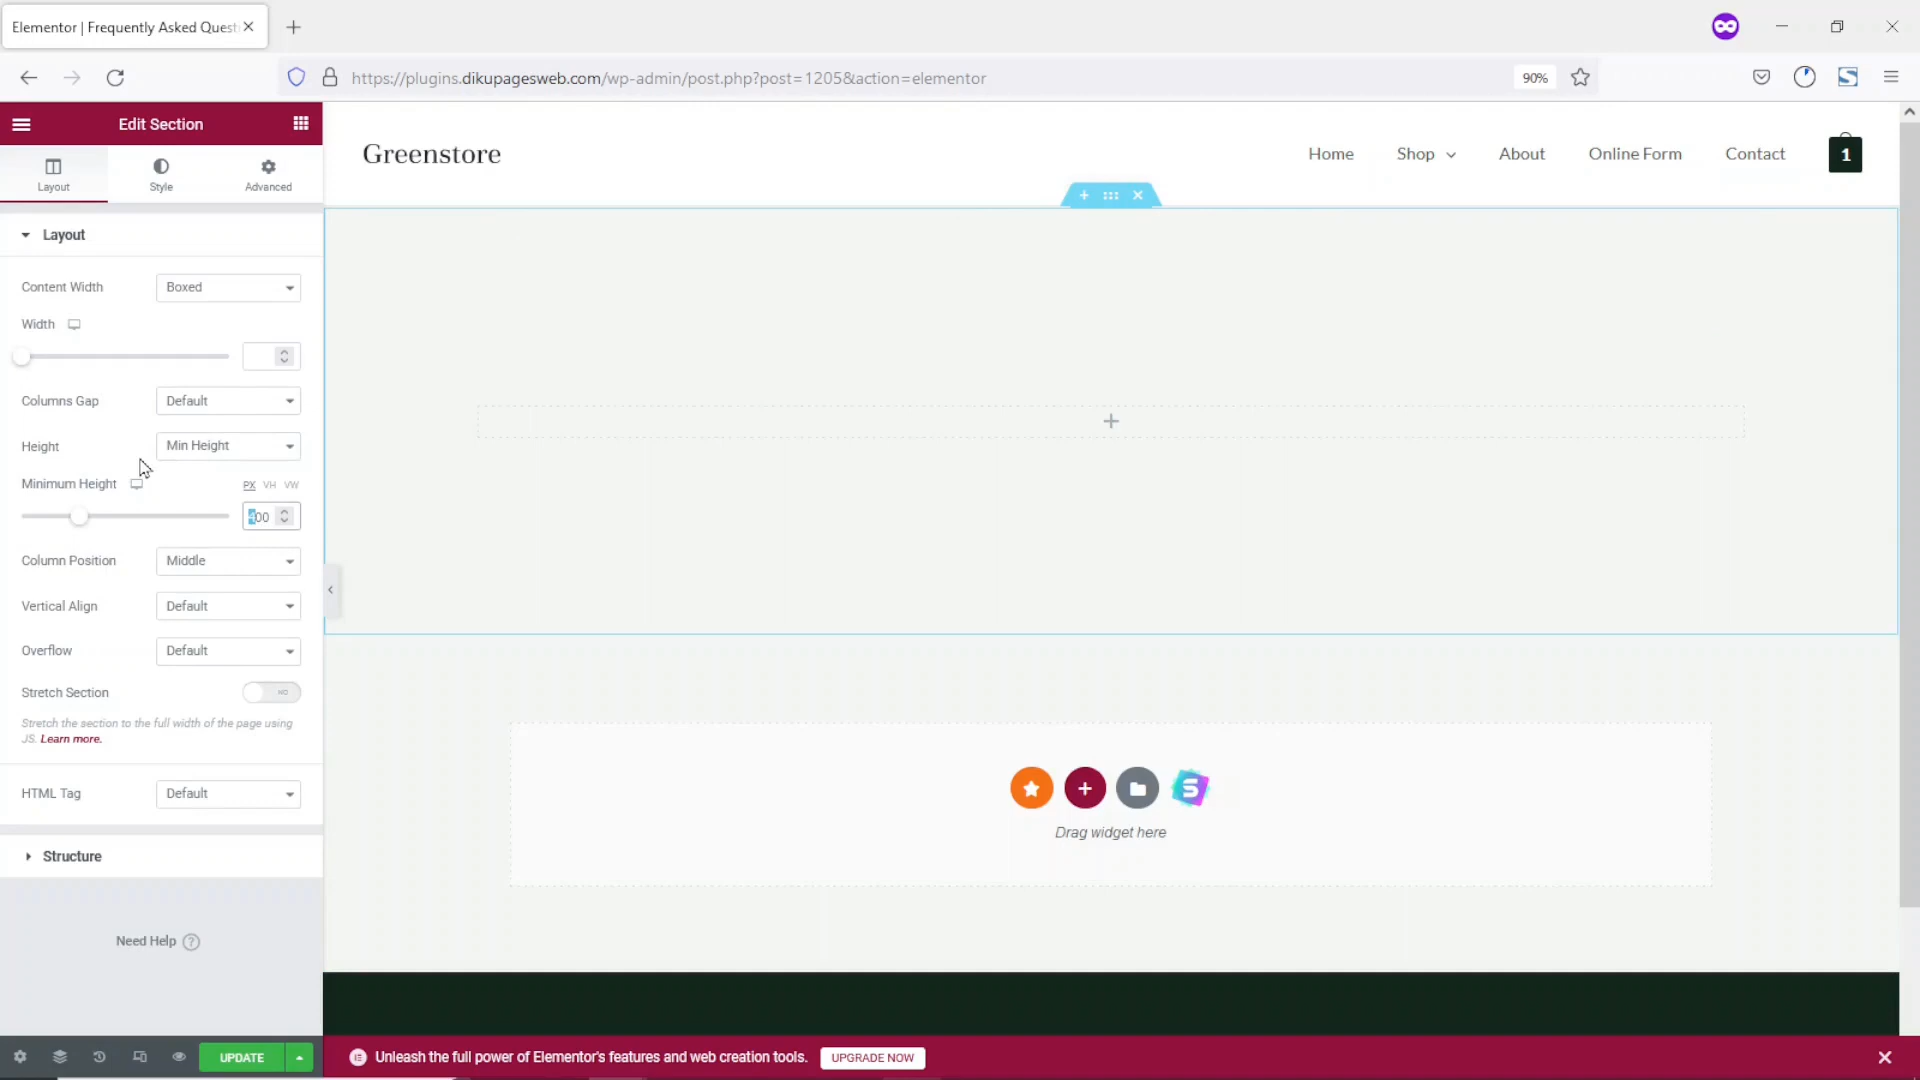 Elementor | Frequently Asked Quest
https://plugins.dikupagesweb.com/wp-admin/post.php?post=1205&action=elementor
90%
Edit Section
Layout
Style
Advanced
Greenstore
Home
Shop
About
Online Form
Contact
1
Layout
Content Width
Boxed
Width
Columns Gap
Default
Height
Min Height
Minimum Height
PX VH VW
400
Column Position
Middle
Vertical Align
Default
Overflow
Default
Stretch Section
NO
Stretch the section to the full width of the page using
JS. Learn more.
HTML Tag
Default
Structure
Drag widget here
Need Help
UPDATE
Unleash the full power of Elementor's features and web creation tools.
UPGRADE NOW